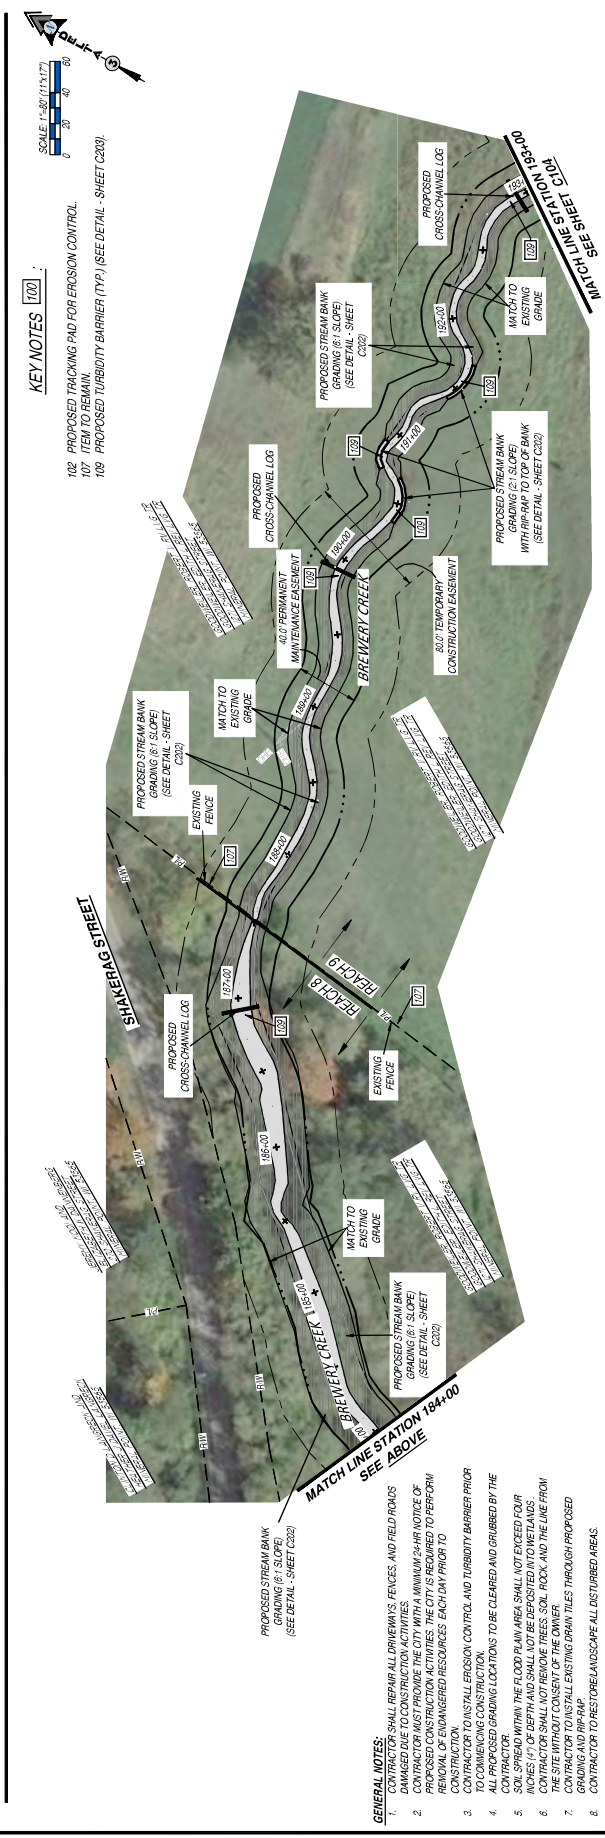 DELTA
3
SCALE: 1"=80' (11"x17")
0 20 40 60
KEY NOTES 100 :
102 PROPOSED TRACKING PAD FOR EROSION CONTROL.
107 ITEM TO REMAIN.
109 PROPOSED TURBIDITY BARRIER (TYP.) (SEE DETAIL - SHEET C203).
PROPOSED STREAM BANK
GRADING (6:1 SLOPE)
(SEE DETAIL - SHEET C202)
MATCH LINE STATION 184+00
SEE ABOVE
BREWERY CREEK
185+00
PROPOSED STREAM BANK
GRADING (6:1 SLOPE)
(SEE DETAIL - SHEET
C202)
MATCH TO
EXISTING
GRADE
186+00
R/W
R/W
P/L
R/W
R/W
SHAKERAG STREET
PROPOSED
CROSS-CHANNEL LOG
109
187+00
EXISTING
FENCE
107
P/L
REACH 8
REACH 9
107
EXISTING
FENCE
P/L
188+00
PROPOSED STREAM BANK
GRADING (6:1 SLOPE)
(SEE DETAIL - SHEET
C202)
MATCH TO
EXISTING
GRADE
189+00
BREWERY CREEK
40.0' PERMANENT
MAINTENANCE EASEMENT
109
PROPOSED
CROSS-CHANNEL LOG
190+00
80.0' TEMPORARY
CONSTRUCTION EASEMENT
109
109
191+00
PROPOSED STREAM BANK
GRADING (2:1 SLOPE)
WITH RIP-RAP TO TOP OF BANK
(SEE DETAIL - SHEET C202)
109
PROPOSED STREAM BANK
GRADING (6:1 SLOPE)
(SEE DETAIL - SHEET
C202)
192+00
MATCH TO
EXISTING
GRADE
PROPOSED
CROSS-CHANNEL LOG
109
193+
MATCH LINE STATION 193+00
SEE SHEET C104
GENERAL NOTES:
1. CONTRACTOR SHALL REPAIR ALL DRIVEWAYS, FENCES, AND FIELD ROADS
DAMAGED DUE TO CONSTRUCTION ACTIVITIES.
2. CONTRACTOR MUST PROVIDE THE CITY WITH A MINIMUM 24-HR NOTICE OF
PROPOSED CONSTRUCTION ACTIVITIES. THE CITY IS REQUIRED TO PERFORM
REMOVAL OF ENDANGERED RESOURCES EACH DAY PRIOR TO
CONSTRUCTION.
3. CONTRACTOR TO INSTALL EROSION CONTROL AND TURBIDITY BARRIER PRIOR
TO COMMENCING CONSTRUCTION.
4. ALL PROPOSED GRADING LOCATIONS TO BE CLEARED AND GRUBBED BY THE
CONTRACTOR.
5. SOIL SPREAD WITHIN THE FLOOD PLAIN AREA SHALL NOT EXCEED FOUR
INCHES (4") OF DEPTH AND SHALL NOT BE DEPOSITED INTO WETLANDS.
6. CONTRACTOR SHALL NOT REMOVE TREES, SOIL, ROCK, AND THE LIKE FROM
THE SITE WITHOUT CONSENT OF THE OWNER.
7. CONTRACTOR TO INSTALL EXISTING DRAIN TILES THROUGH PROPOSED
GRADING AND RIP-RAP.
8. CONTRACTOR TO RESTORE/LANDSCAPE ALL DISTURBED AREAS.